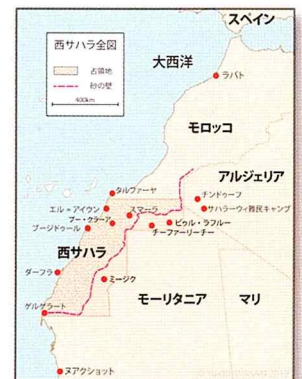 スペイン
西サハラ全図
占領地
砂の壁
400km
大西洋
ラバト
モロッコ
アルジェリア
タルファーヤ
チンドゥーフ
エル＝アイウン
サハラーウィ難民キャンプ
スマーラ
ブー・クラーア
ビゥル・ラフルー
ブージドゥール
チーファーリーチー
西サハラ
ダーフラ
ミージク
モーリタニア
マリ
ゲルゲラート
ヌアクショット